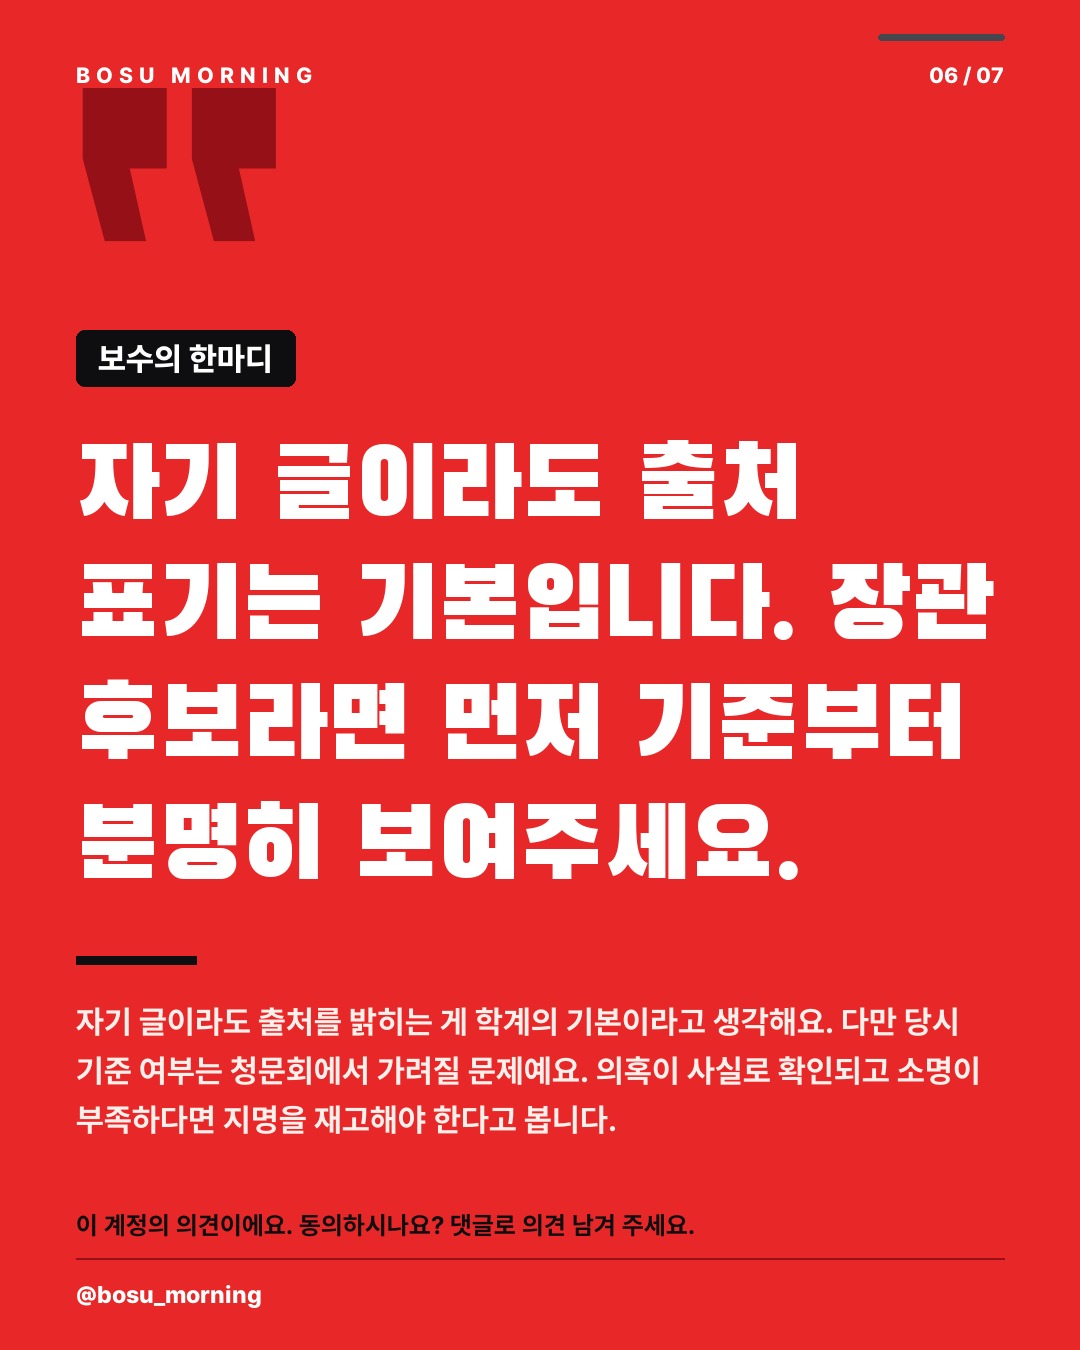 BOSU MORNING
06 / 07
보수의 한마디
자기 글이라도 출처
표기는 기본입니다. 장관
후보라면 먼저 기준부터
분명히 보여주세요.
자기 글이라도 출처를 밝히는 게 학계의 기본이라고 생각해요. 다만 당시
기준 여부는 청문회에서 가려질 문제예요. 의혹이 사실로 확인되고 소명이
부족하다면 지명을 재고해야 한다고 봅니다.
이 계정의 의견이에요. 동의하시나요? 댓글로 의견 남겨 주세요.
@bosu_morning